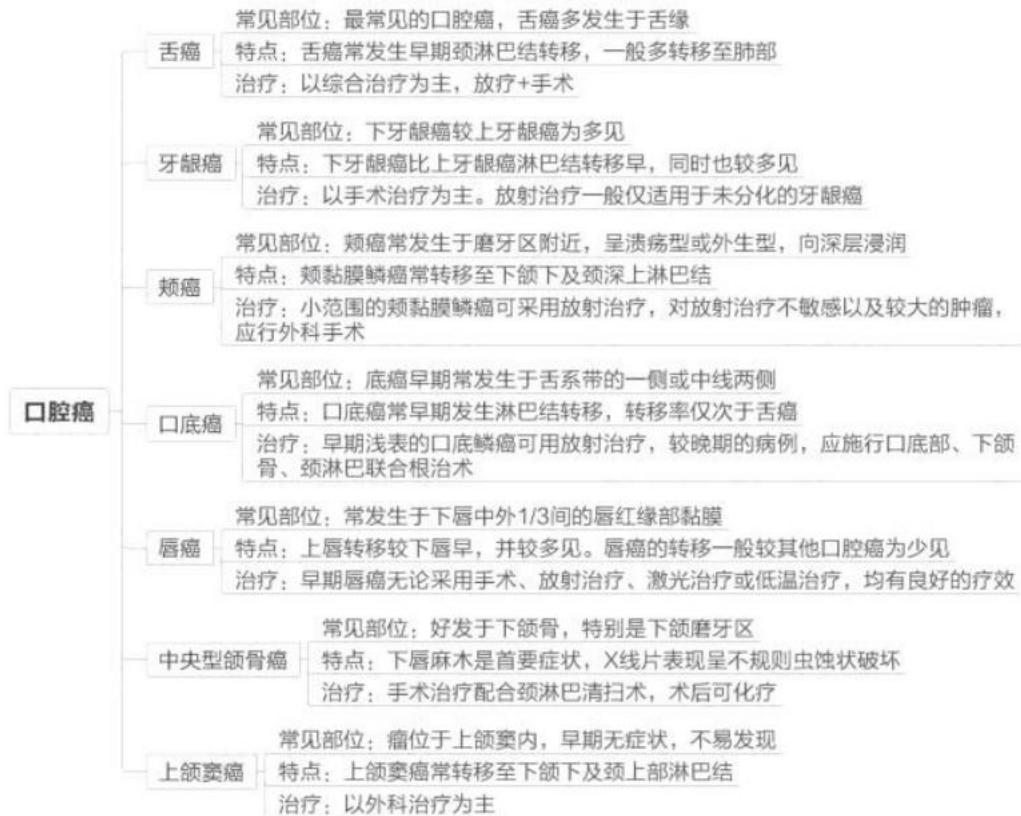 口腔癌
舌癌
常见部位：最常见的口腔癌，舌癌多发生于舌缘
特点：舌癌常发生早期颈淋巴结转移，一般多转移至肺部
治疗：以综合治疗为主，放疗+手术
牙龈癌
常见部位：下牙龈癌较上牙龈癌为多见
特点：下牙龈癌比上牙龈癌淋巴结转移早，同时也较多见
治疗：以手术治疗为主。放射治疗一般仅适用于未分化的牙龈癌
颊癌
常见部位：颊癌常发生于磨牙区附近，呈溃疡型或外生型，向深层浸润
特点：颊黏膜鳞癌常转移至下颌下及颈深上淋巴结
治疗：小范围的颊黏膜鳞癌可采用放射治疗，对放射治疗不敏感以及较大的肿瘤，
应行外科手术
口底癌
常见部位：底癌早期常发生于舌系带的一侧或中线两侧
特点：口底癌常早期发生淋巴结转移，转移率仅次于舌癌
治疗：早期浅表的口底鳞癌可用放射治疗，较晚期的病例，应施行口底部、下颌
骨、颈淋巴联合根治术
唇癌
常见部位：常发生于下唇中外1/3间的唇红缘部黏膜
特点：上唇转移较下唇早，并较多见。唇癌的转移一般较其他口腔癌为少见
治疗：早期唇癌无论采用手术、放射治疗、激光治疗或低温治疗，均有良好的疗效
中央型颌骨癌
常见部位：好发于下颌骨，特别是下颌磨牙区
特点：下唇麻木是首要症状，X线片表现呈不规则虫蚀状破坏
治疗：手术治疗配合颈淋巴清扫术，术后可化疗
上颌窦癌
常见部位：瘤位于上颌窦内，早期无症状，不易发现
特点：上颌窦癌常转移至下颌下及颈上部淋巴结
治疗：以外科治疗为主